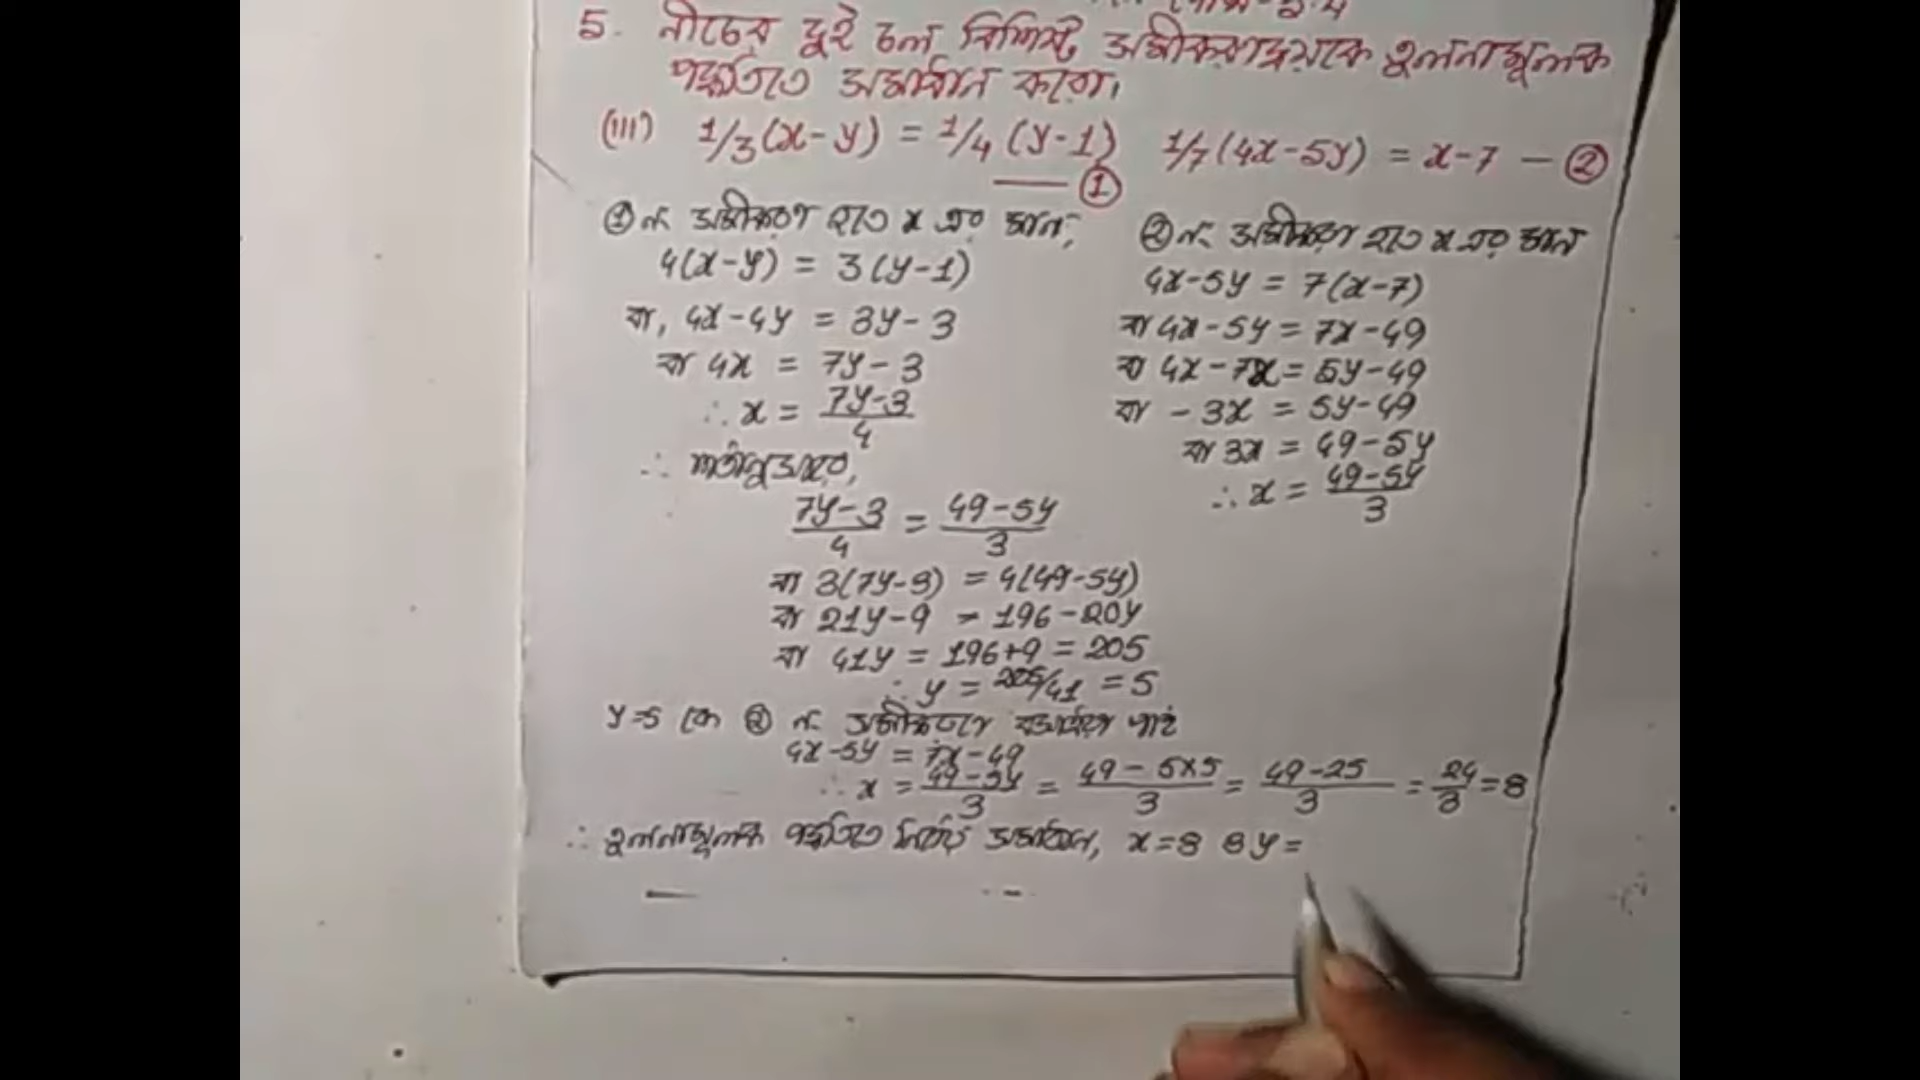 5. নীচের দুই চল বিশিষ্ট সমীকরণদ্বয়কে তুলনামূলক
পদ্ধতিতে সমাধান করো।
(iii) 1/3(x-y) = 1/4(y-1) 1/7(4x-5y) = x-7 — ②
— ①
① নং সমীকরণ হতে x এর মান,
4(x-y) = 3(y-1)
বা, 4x-4y = 3y-3
বা 4x = 7y-3
∴ x = 7y-3/4
② নং সমীকরণ হতে x এর মান
4x-5y = 7(x-7)
বা 4x-5y = 7x-49
বা 4x-7x = 5y-49
বা -3x = 5y-49
বা 3x = 49-5y
∴ x = 49-5y/3
∴ শর্তানুসারে,
7y-3/4 = 49-5y/3
বা 3(7y-3) = 4(49-5y)
বা 21y-9 = 196-20y
বা 41y = 196+9 = 205
∴ y = 205/41 = 5
y=5 কে ② নং সমীকরণে পাই
4x-5y = 7x-49
∴ x = 49-5y/3 = 49-5×5/3 = 49-25/3 = 24/3 = 8
∴ তুলনামূলক পদ্ধতিতে নির্ণেয় সমাধান, x=8 ও y=